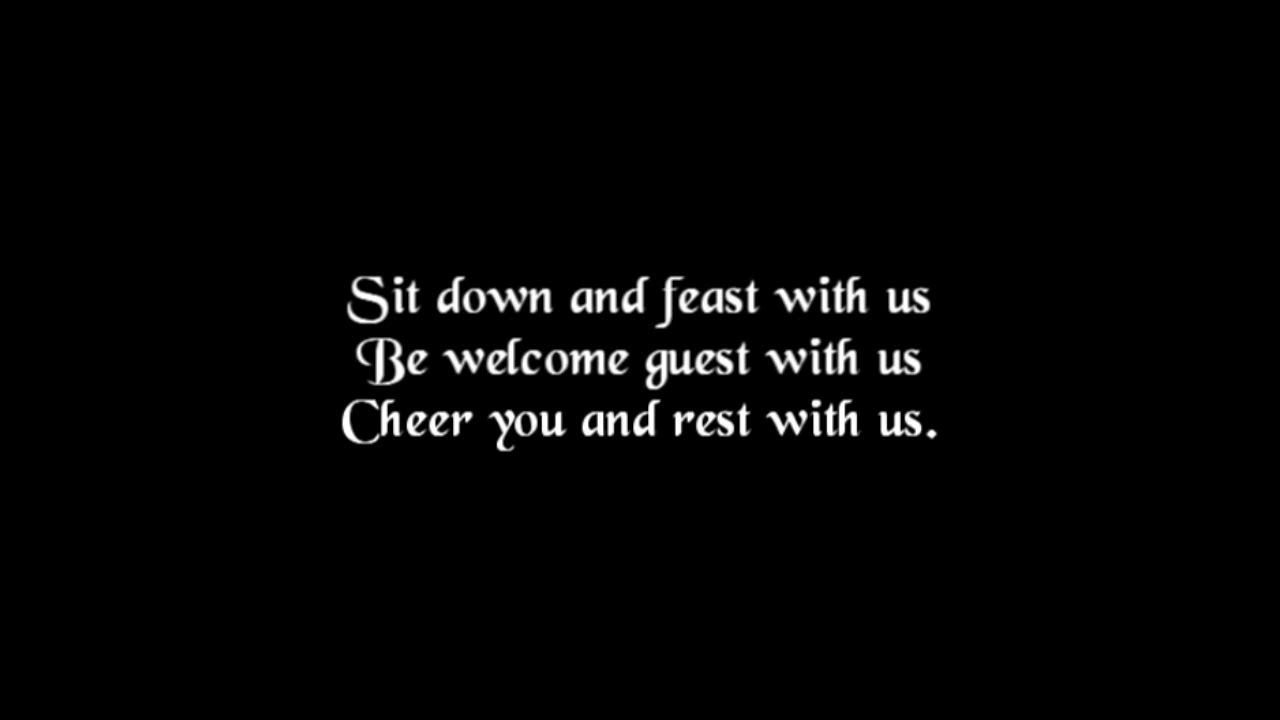 Sit down and feast with us
Be welcome guest with us
Cheer you and rest with us.